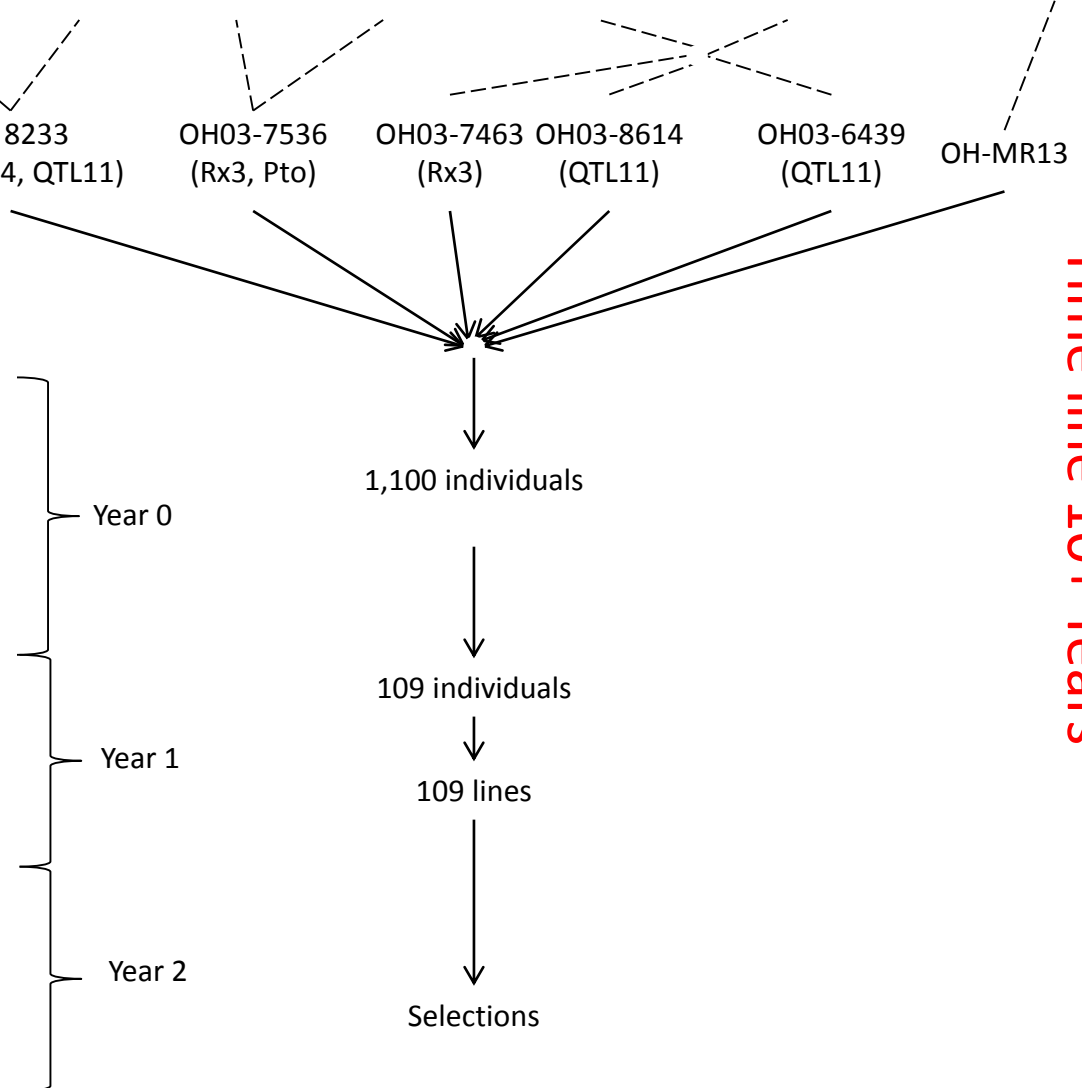 8233
4, QTL11)
OH03-7536
(Rx3, Pto)
OH03-7463
(Rx3)
OH03-8614
(QTL11)
OH03-6439
(QTL11)
OH-MR13
1,100 individuals
Year 0
109 individuals
Year 1
109 lines
Year 2
Selections